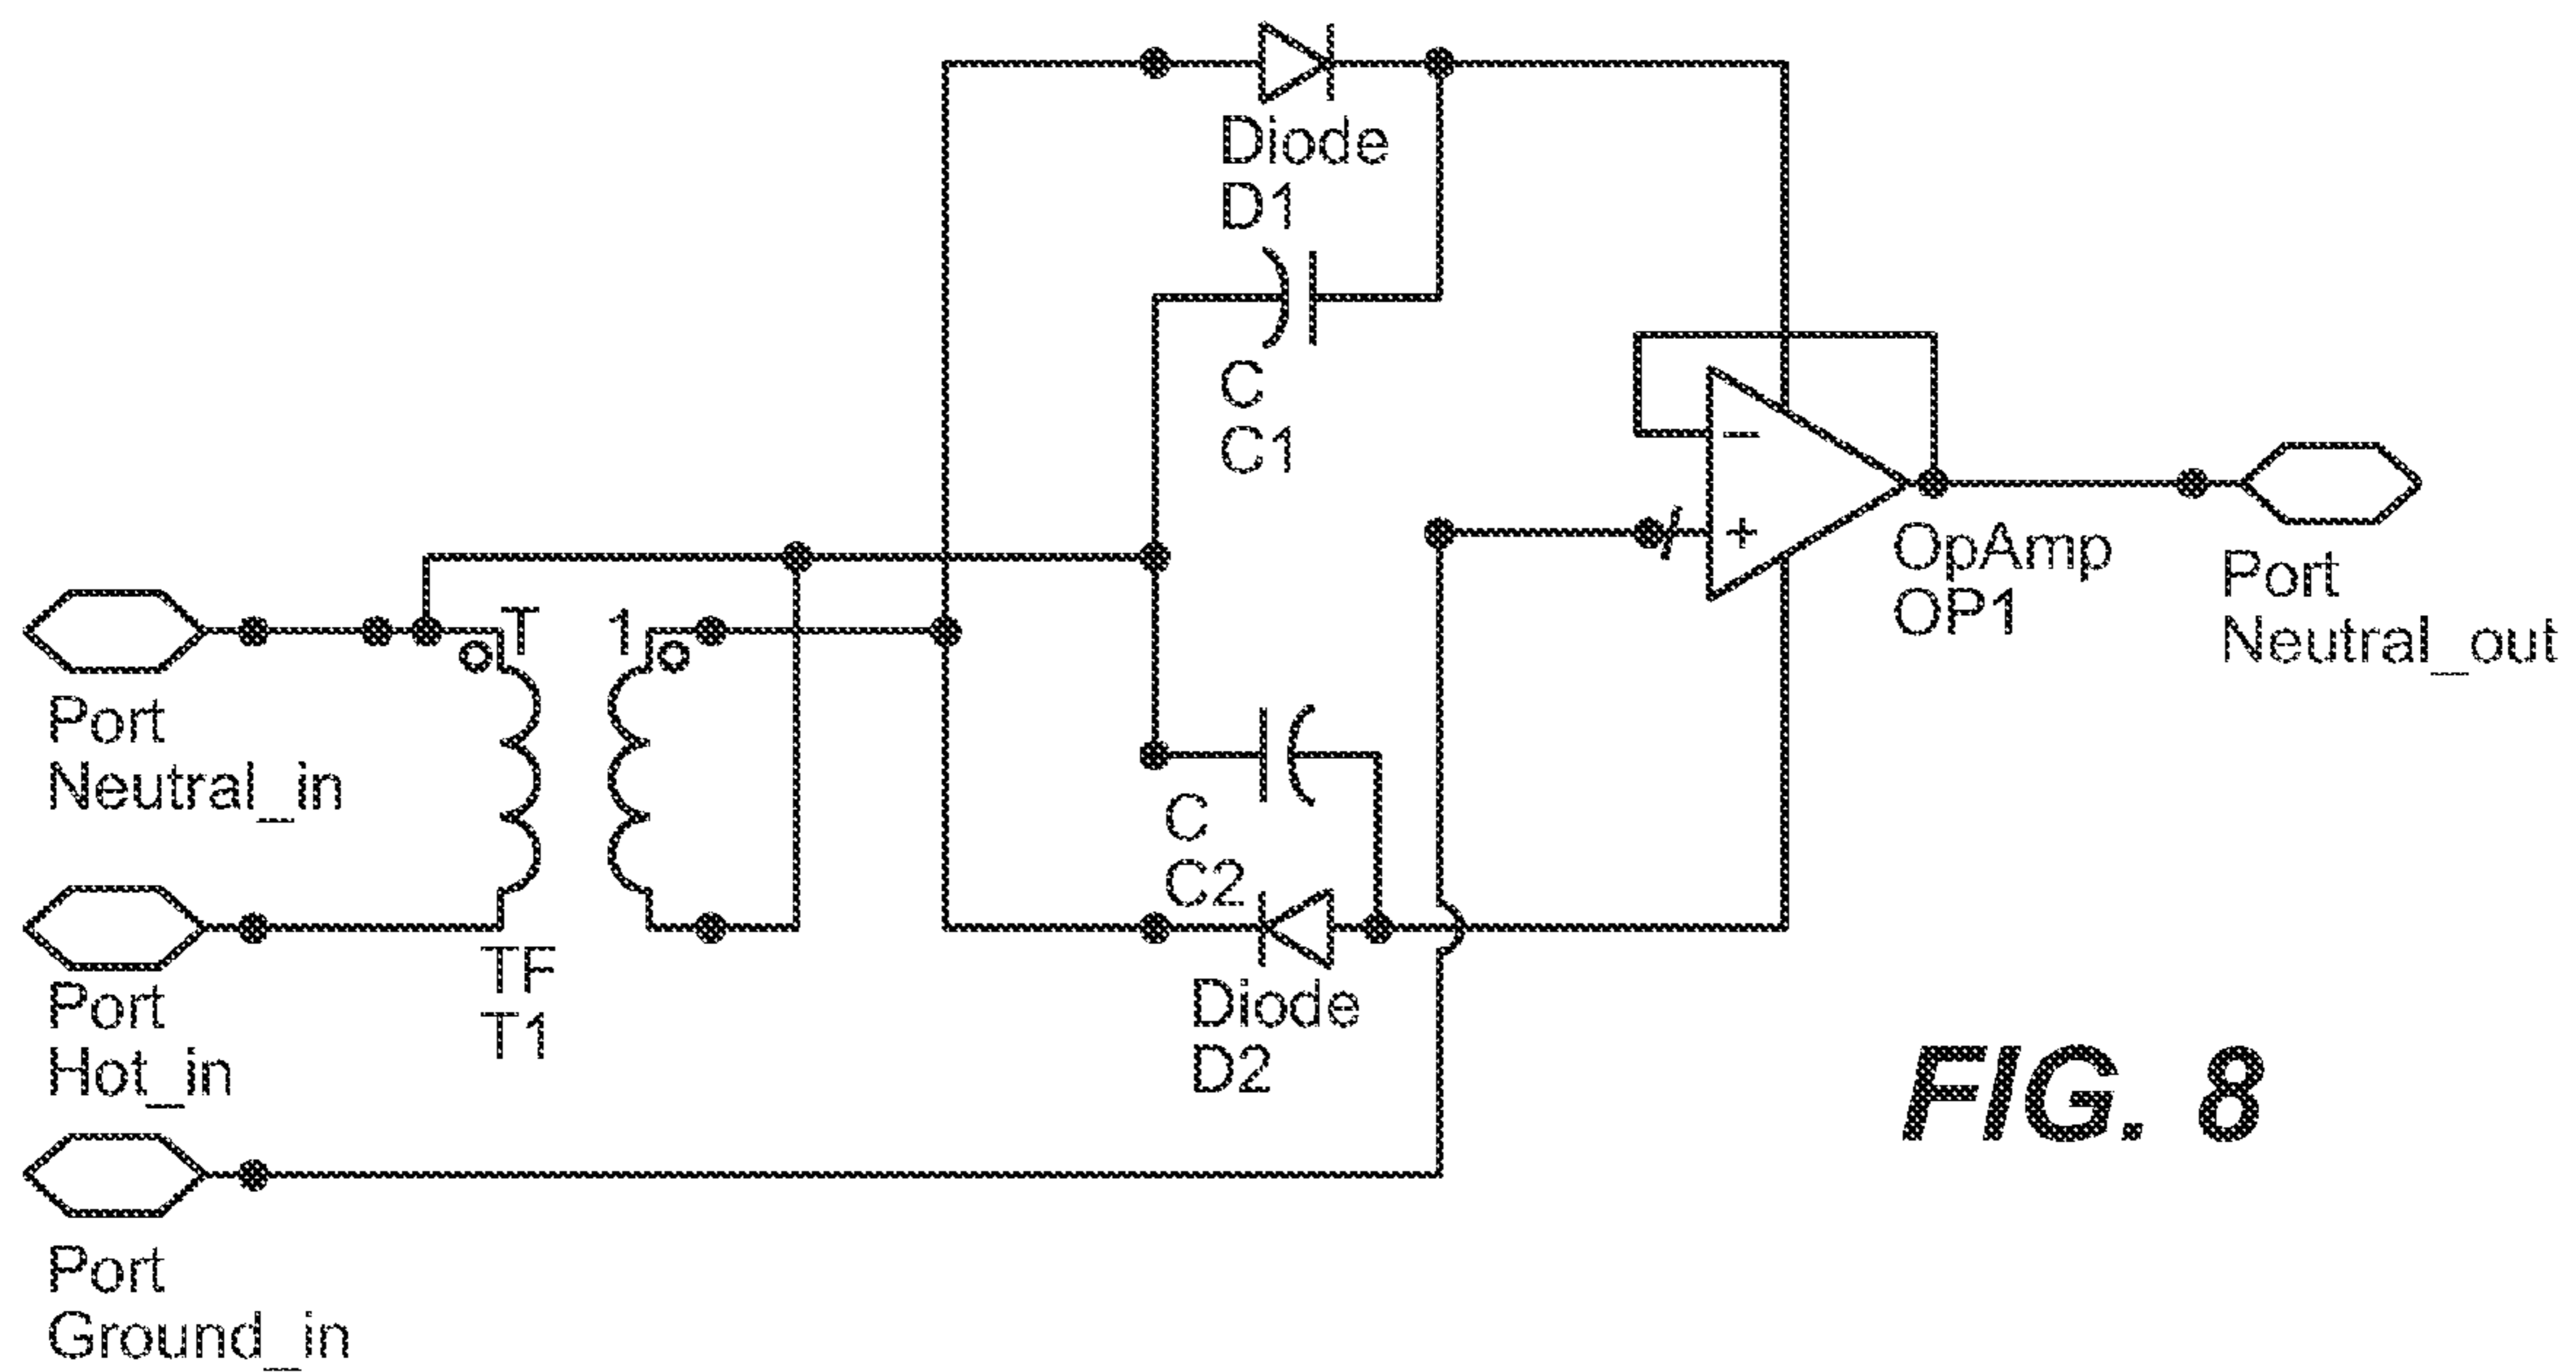 Diode
D1
C
C1
T 1
−
+
OpAmp
OP1
Port
Neutral_out
Port
Neutral_in
C
C2
TF
T1
Port
Hot_in
Diode
D2
FIG. 8
Port
Ground_in